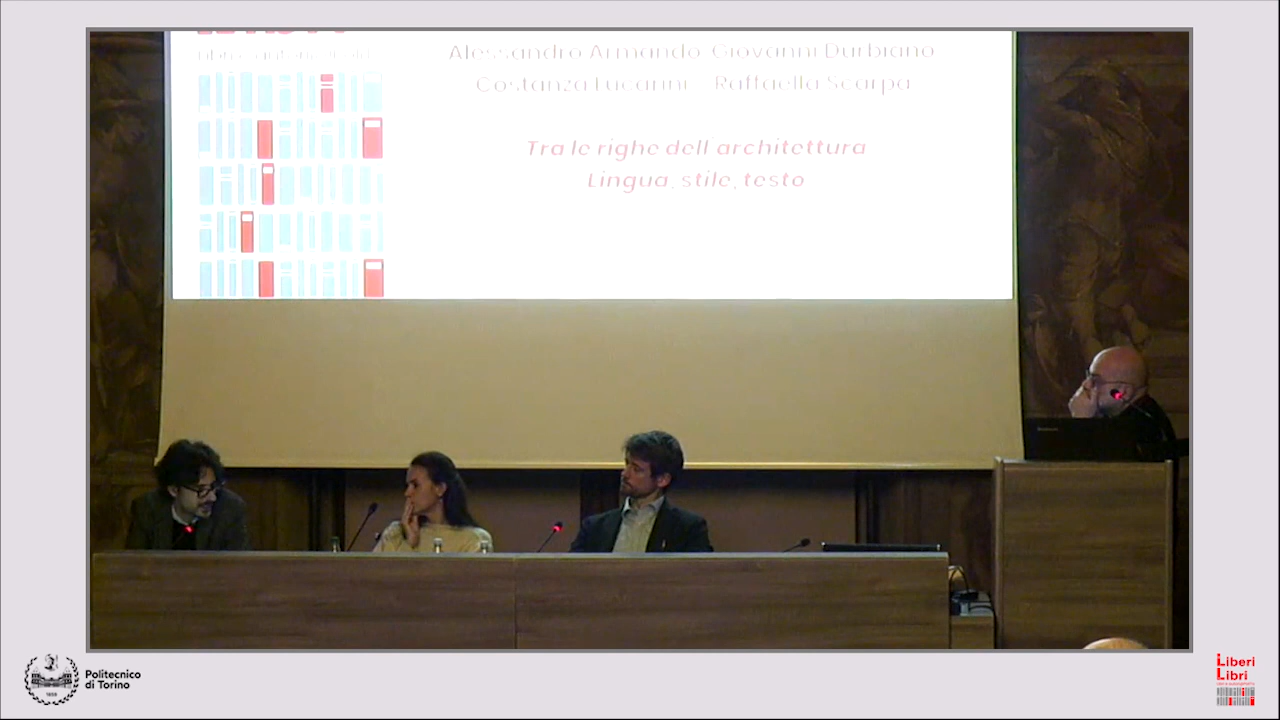 Alessandro Armando Giovanni Durbiano
Costanza Lucarini Raffaella Scarpa
Tra le righe dell architettura
Lingua, stile, testo
Politecnico
di Torino
1859
Liberi
Libri